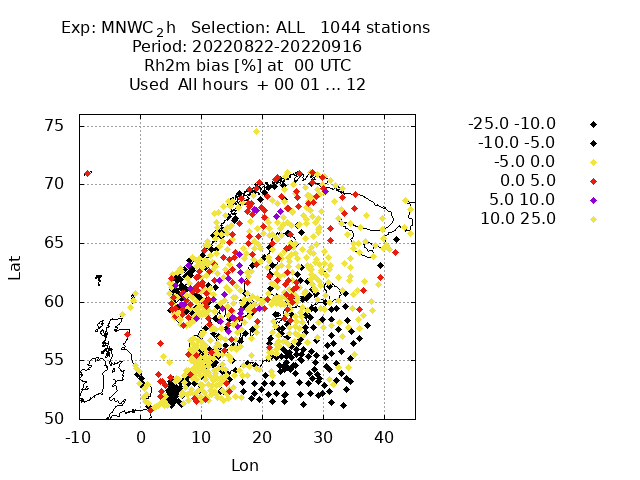 Exp: MNWC_2h Selection: ALL 1044 stations
Period: 20220822-20220916
Rh2m bias [%] at 00 UTC
Used All hours + 00 01 ... 12
-25.0 -10.0
-10.0 -5.0
-5.0 0.0
0.0 5.0
5.0 10.0
10.0 25.0
75
70
65
60
55
50
Lat
-10 0 10 20 30 40
Lon